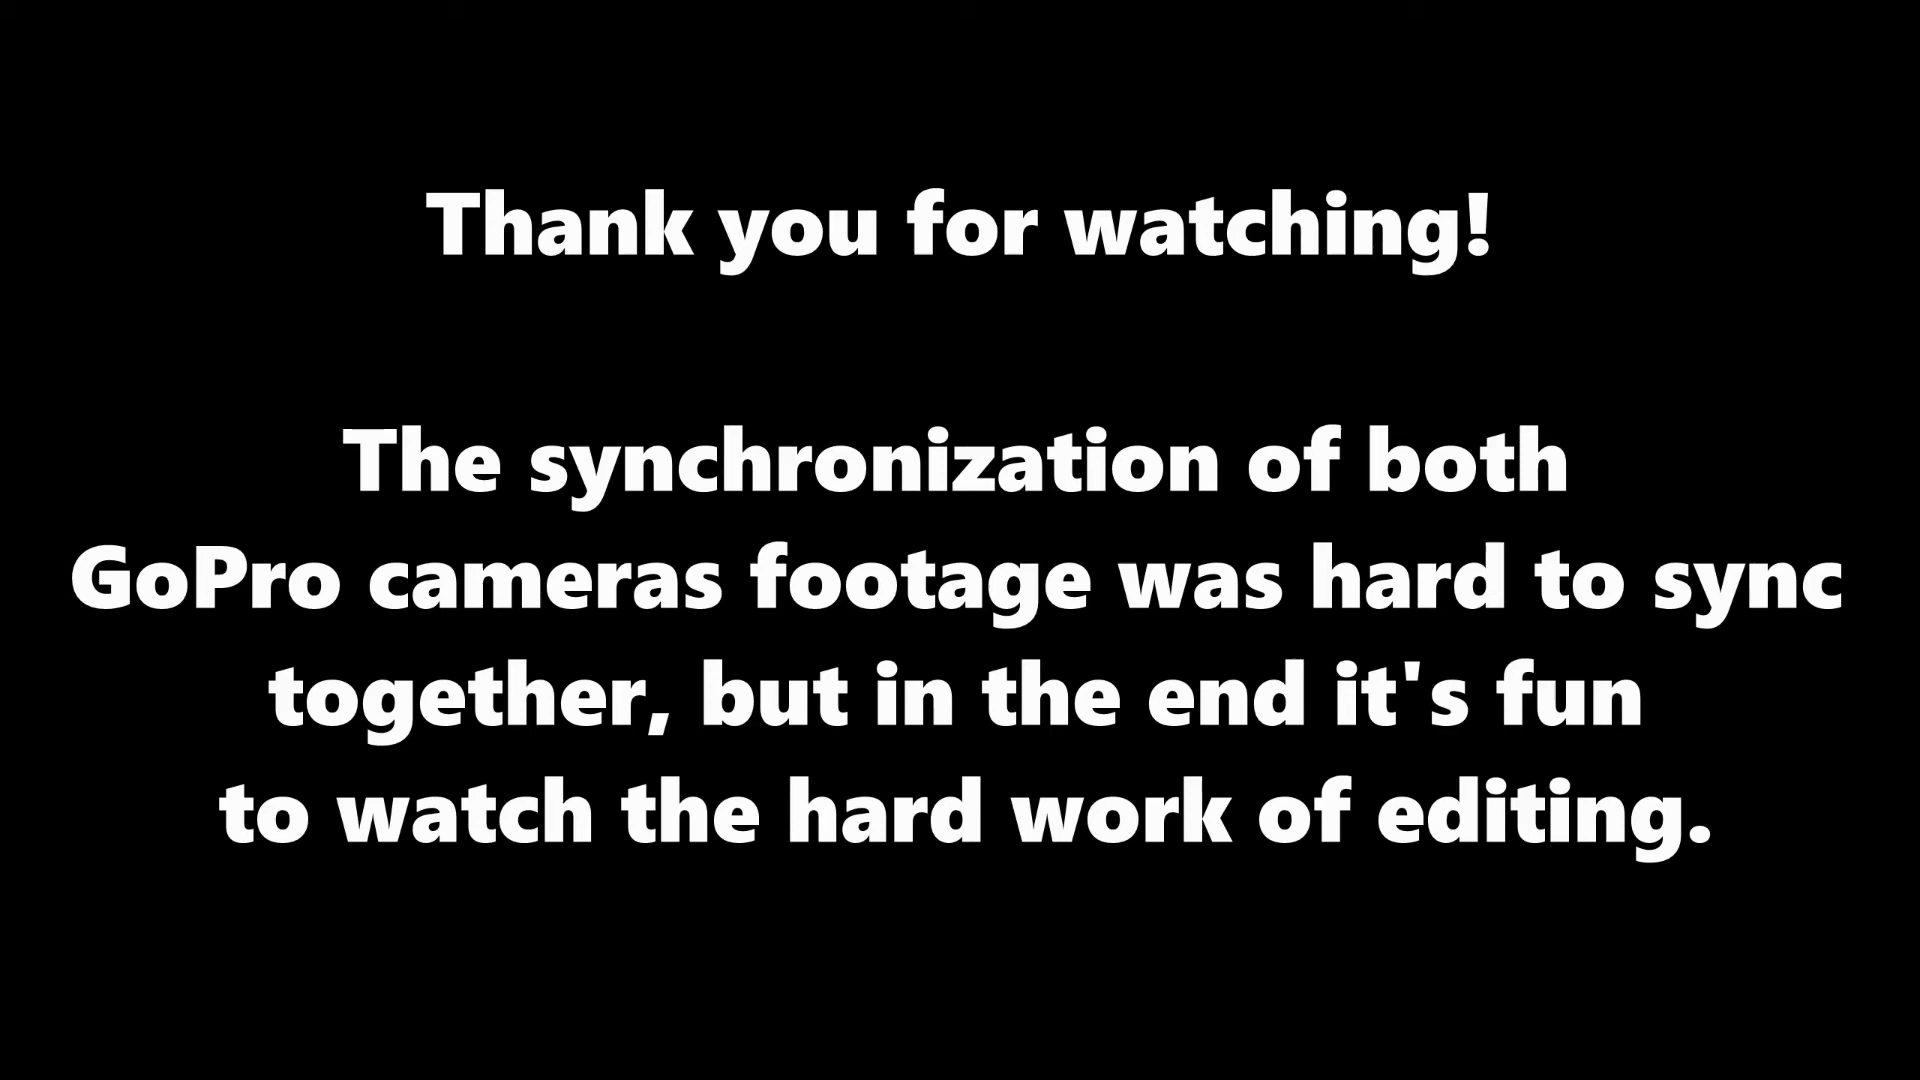 Thank you for watching!
The synchronization of both
GoPro cameras footage was hard to sync
together, but in the end it's fun
to watch the hard work of editing.